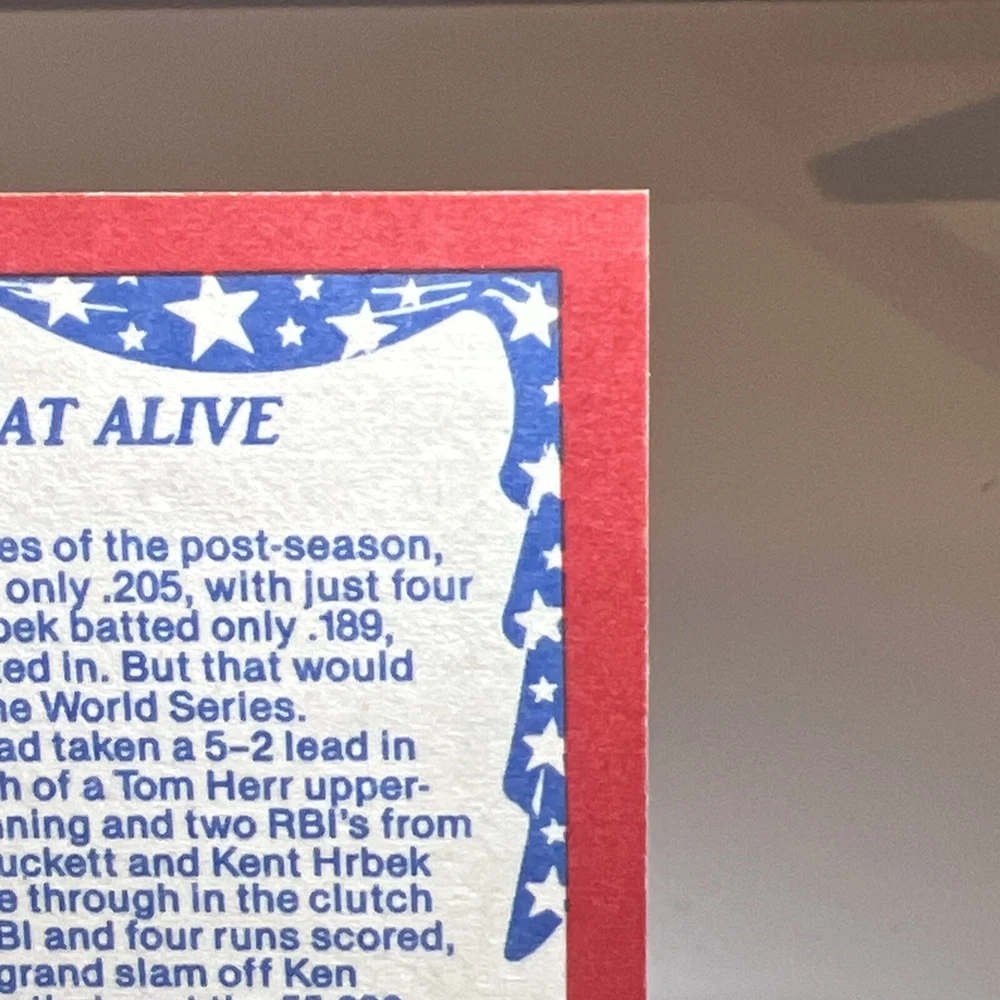 AT ALIVE
es of the post-season,
only .205, with just four
bek batted only .189,
ed in. But that would
he World Series.
ad taken a 5–2 lead in
h of a Tom Herr upper-
nning and two RBI's from
uckett and Kent Hrbek
e through in the clutch
BI and four runs scored,
grand slam off Ken